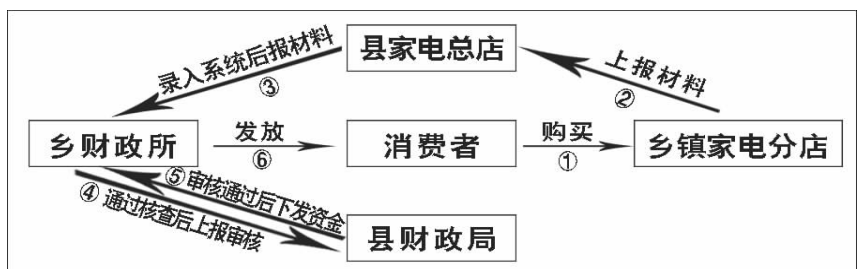 县家电总店
录入系统后报材料
③
上报材料
②
乡财政所
发放
⑥
消费者
购买
①
乡镇家电分店
⑤审核通过后下发资金
④通过核查后上报审核
县财政局